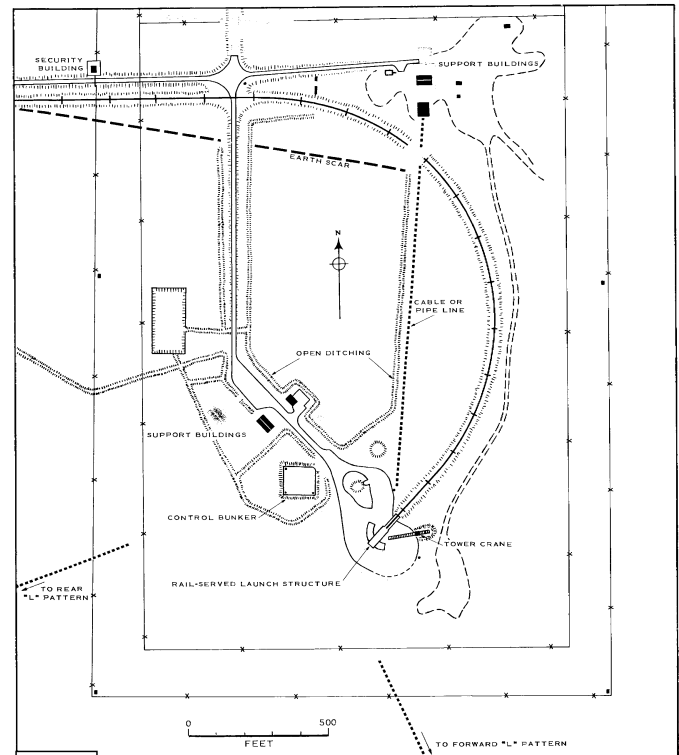 SECURITY
BUILDING
SUPPORT BUILDINGS
EARTH SCAR
N
CABLE OR
PIPE LINE
OPEN DITCHING
SUPPORT BUILDINGS
CONTROL BUNKER
TOWER CRANE
RAIL-SERVED LAUNCH STRUCTURE
TO REAR
"L" PATTERN
0 500
FEET
TO FORWARD "L" PATTERN